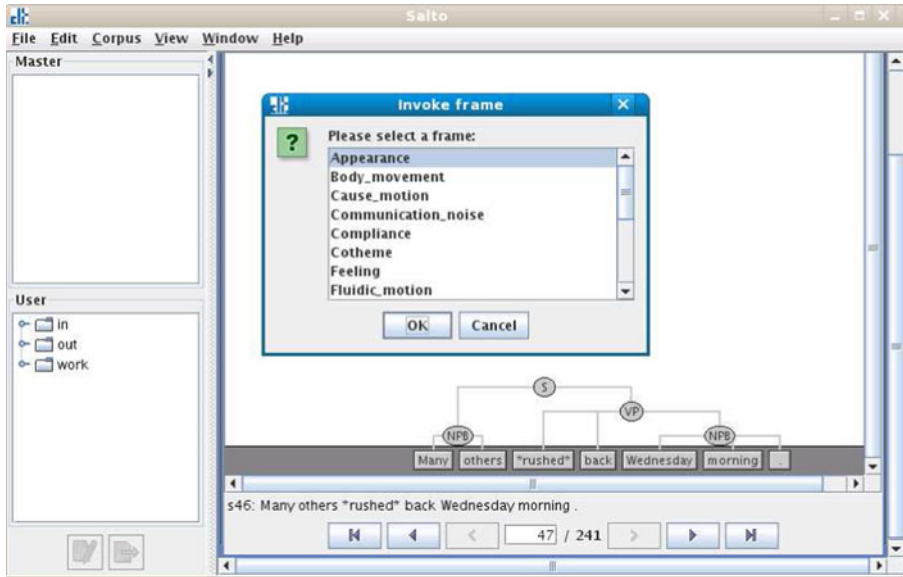 Salto
File Edit Corpus View Window Help
Master
User
in
out
work
Invoke frame
?
Please select a frame:
Appearance
Body_movement
Cause_motion
Communication_noise
Compliance
Cotheme
Feeling
Fluidic_motion
OK Cancel
S
VP
NPB NPB
Many others *rushed* back Wednesday morning .
s46: Many others *rushed* back Wednesday morning .
47 / 241